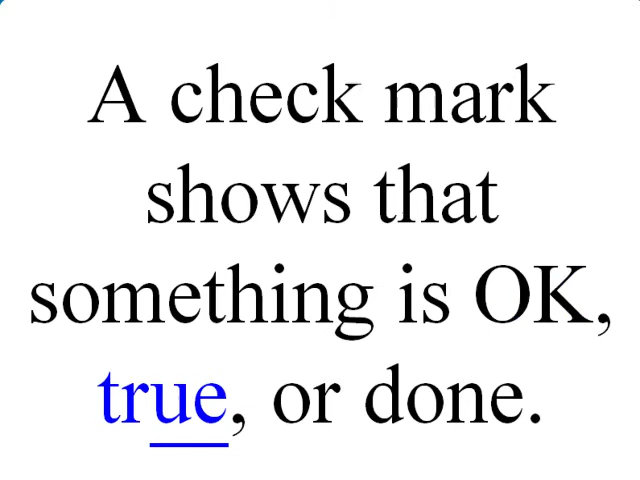 A check mark
shows that
something is OK,
true, or done.